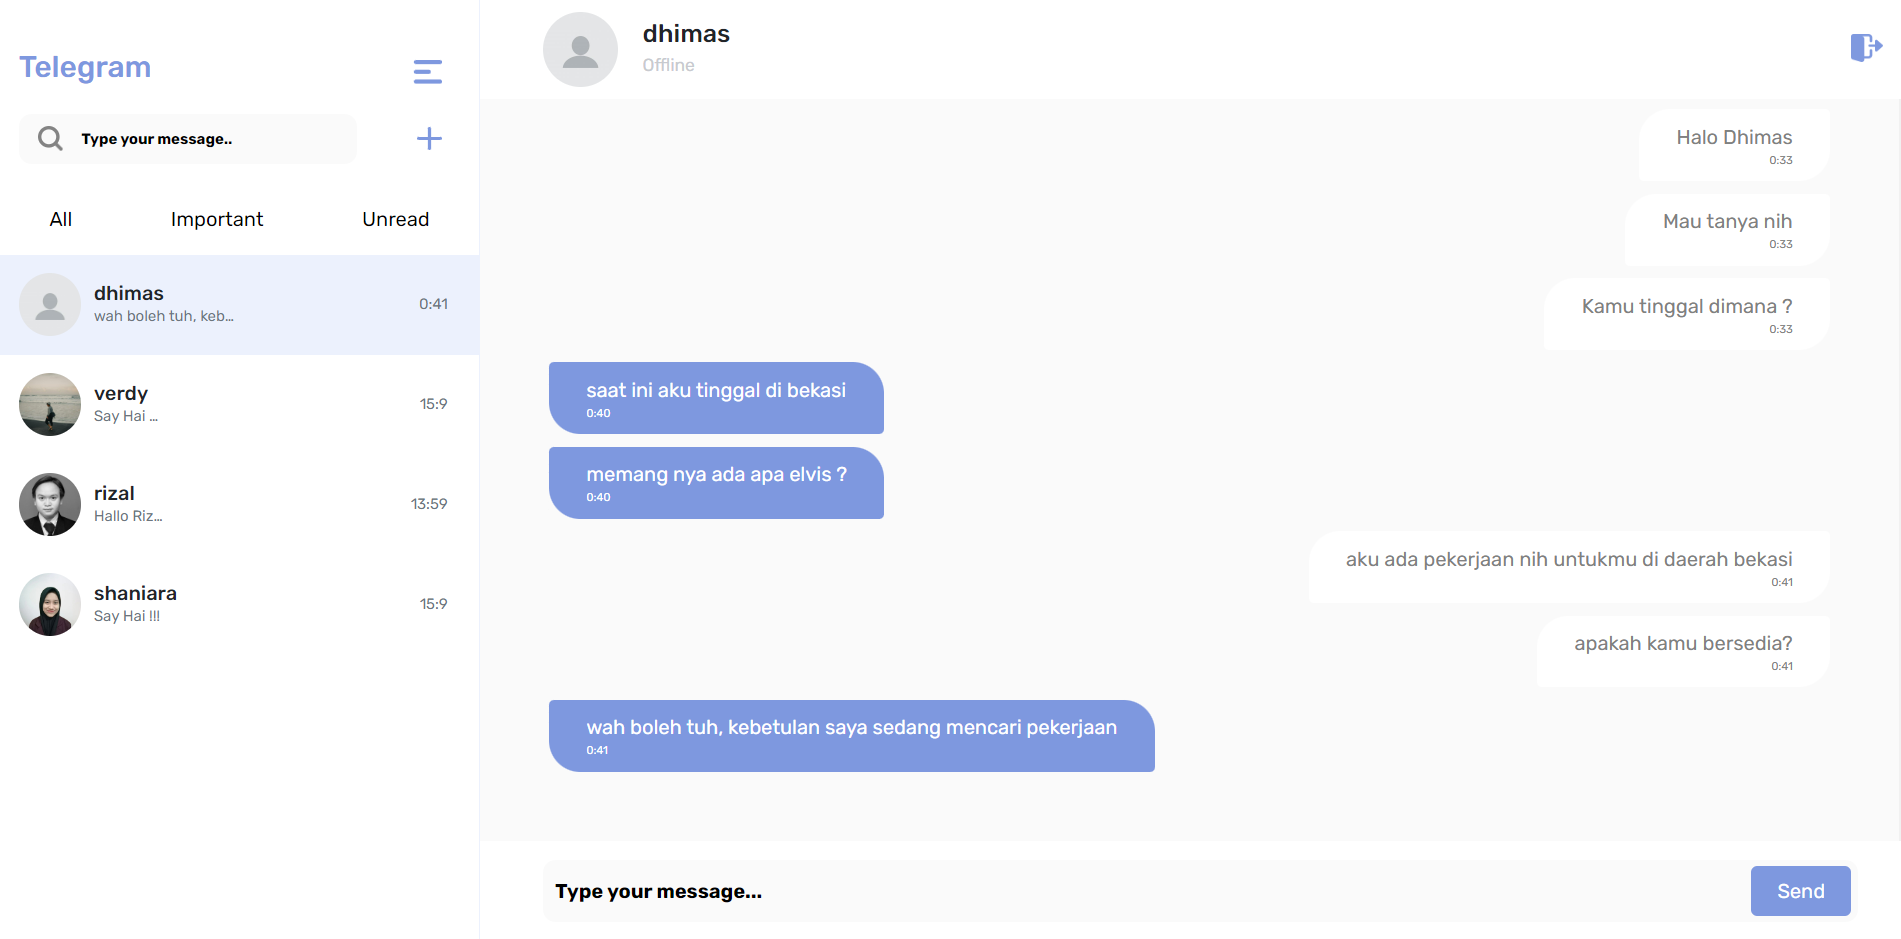 Telegram
Type your message..
All Important Unread
dhimas
wah boleh tuh, keb...
0:41
verdy
Say Hai ...
15:9
rizal
Hallo Riz...
13:59
shaniara
Say Hai !!!
15:9
dhimas
Offline
Halo Dhimas
0:33
Mau tanya nih
0:33
Kamu tinggal dimana ?
0:33
saat ini aku tinggal di bekasi
0:40
memang nya ada apa elvis ?
0:40
aku ada pekerjaan nih untukmu di daerah bekasi
0:41
apakah kamu bersedia?
0:41
wah boleh tuh, kebetulan saya sedang mencari pekerjaan
0:41
Type your message...
Send